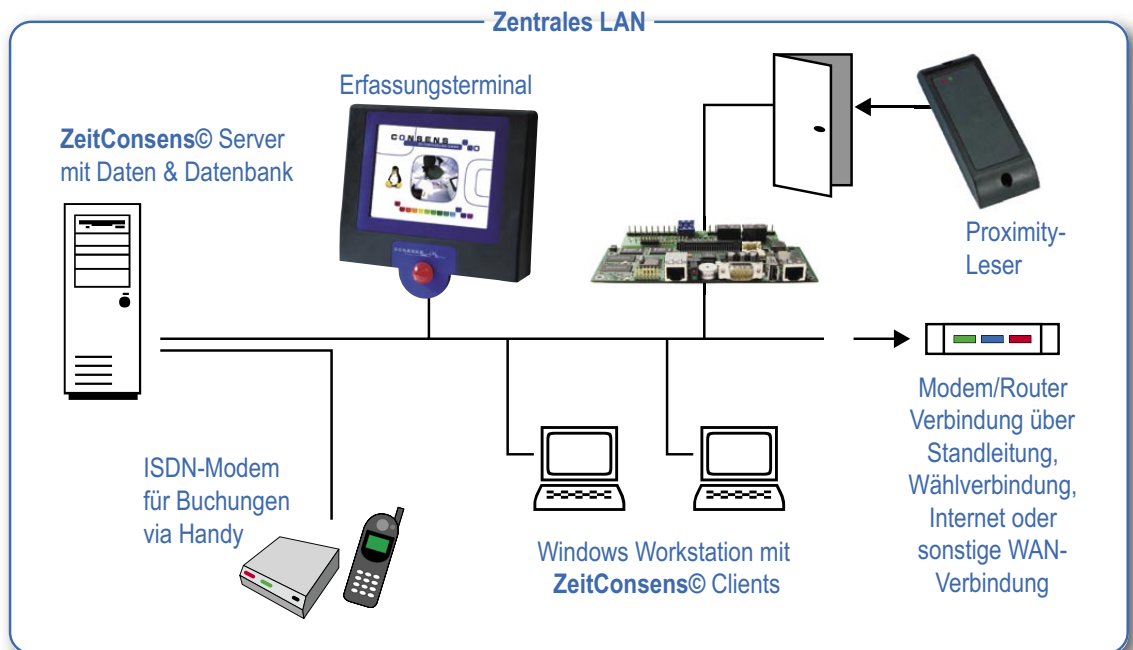 Zentrales LAN
Erfassungsterminal
ZeitConsens© Server
mit Daten & Datenbank
CONSENS
Proximity-
Leser
Modem/Router
Verbindung über
Standleitung,
Wählverbindung,
Internet oder
sonstige WAN-
Verbindung
ISDN-Modem
für Buchungen
via Handy
Windows Workstation mit
ZeitConsens© Clients